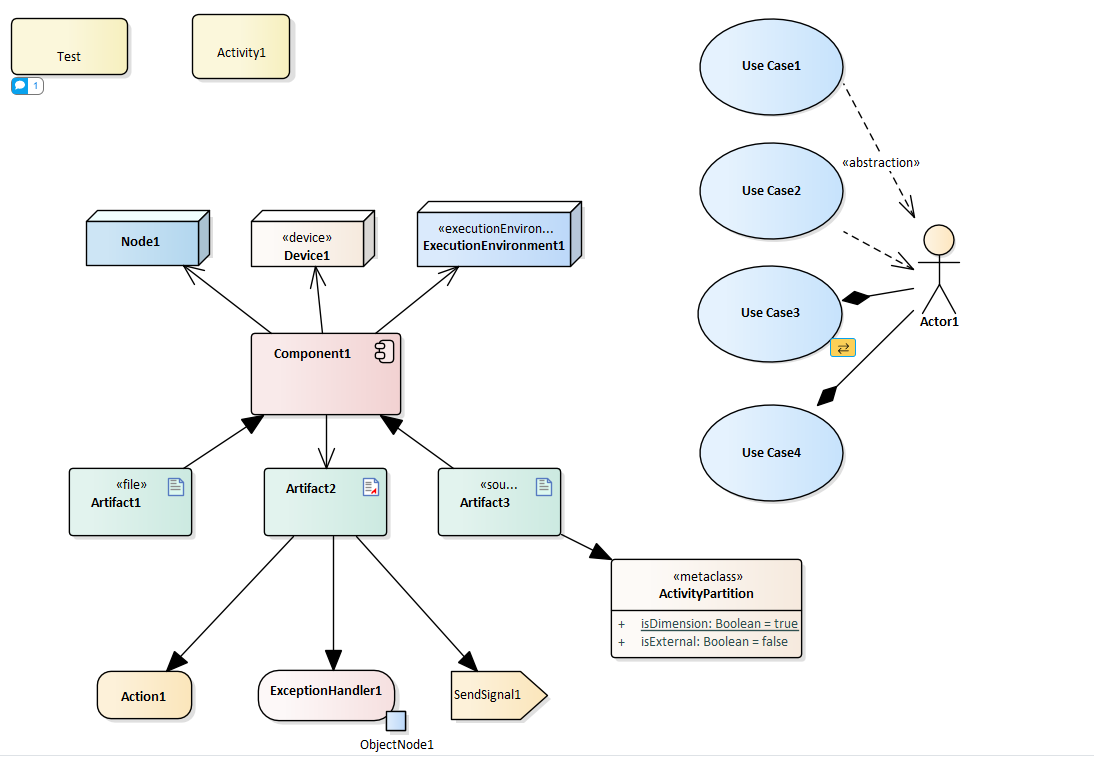 Test
1
Activity1
Use Case1
«abstraction»
Use Case2
Node1
«device»
Device1
«executionEnviron...
ExecutionEnvironment1
Use Case3
Actor1
Component1
Use Case4
«file»
Artifact1
Artifact2
«sou...
Artifact3
«metaclass»
ActivityPartition
+ isDimension: Boolean = true
+ isExternal: Boolean = false
Action1
ExceptionHandler1
SendSignal1
ObjectNode1